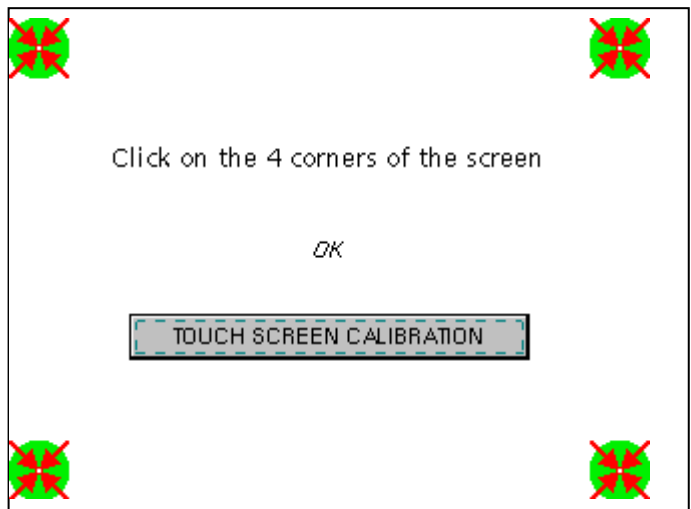 Click on the 4 corners of the screen
OK
TOUCH SCREEN CALIBRATION